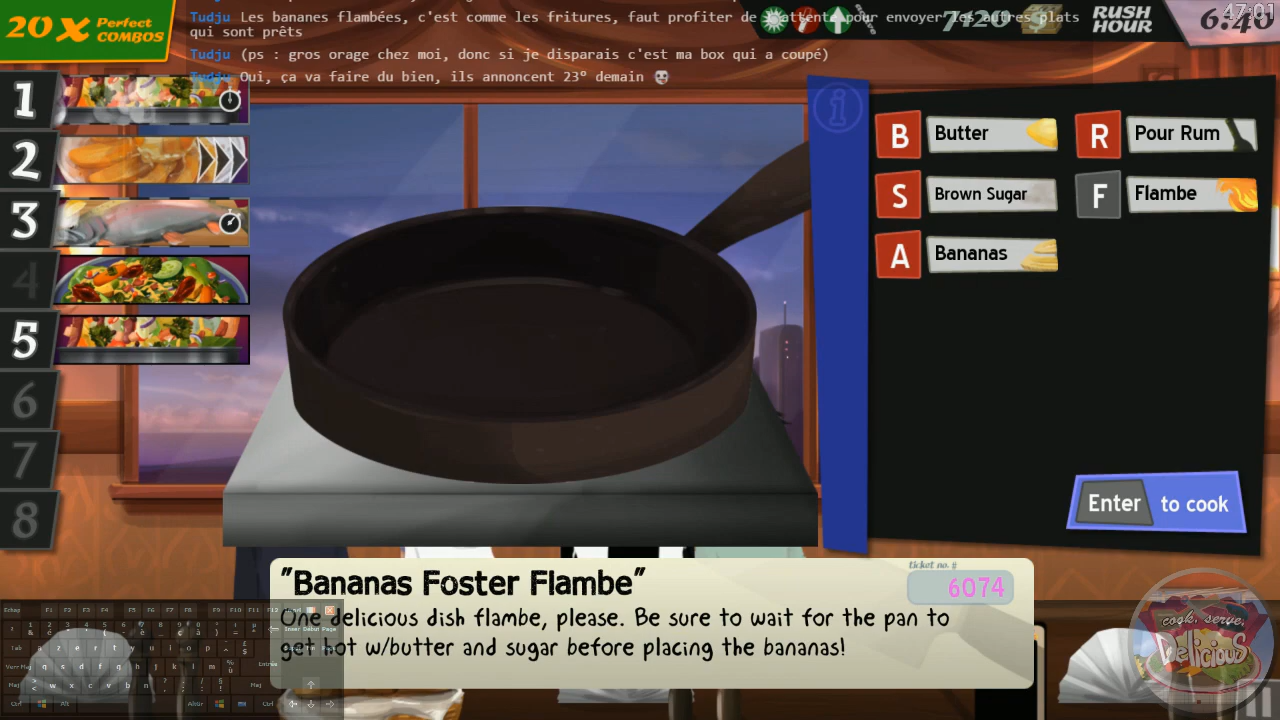 20X Perfect COMBOS
Tudju Les bananes flambées, c'est comme les fritures, faut profiter de l'attente pour envoyer les autres plats
qui sont prêts
Tudju (ps : gros orage chez moi, donc si je disparais c'est ma box qui a coupé)
Tudju Oui, ça va faire du bien, ils annoncent 23° demain
7120
RUSH HOUR
47:01
6:40
1
2
3
4
5
6
7
8
B Butter
R Pour Rum
S Brown Sugar
F Flambe
A Bananas
Enter to cook
"Bananas Foster Flambe"
ticket no. #
6074
One delicious dish flambe, please. Be sure to wait for the pan to
get hot w/butter and sugar before placing the bananas!
cook, serve,
Delicious